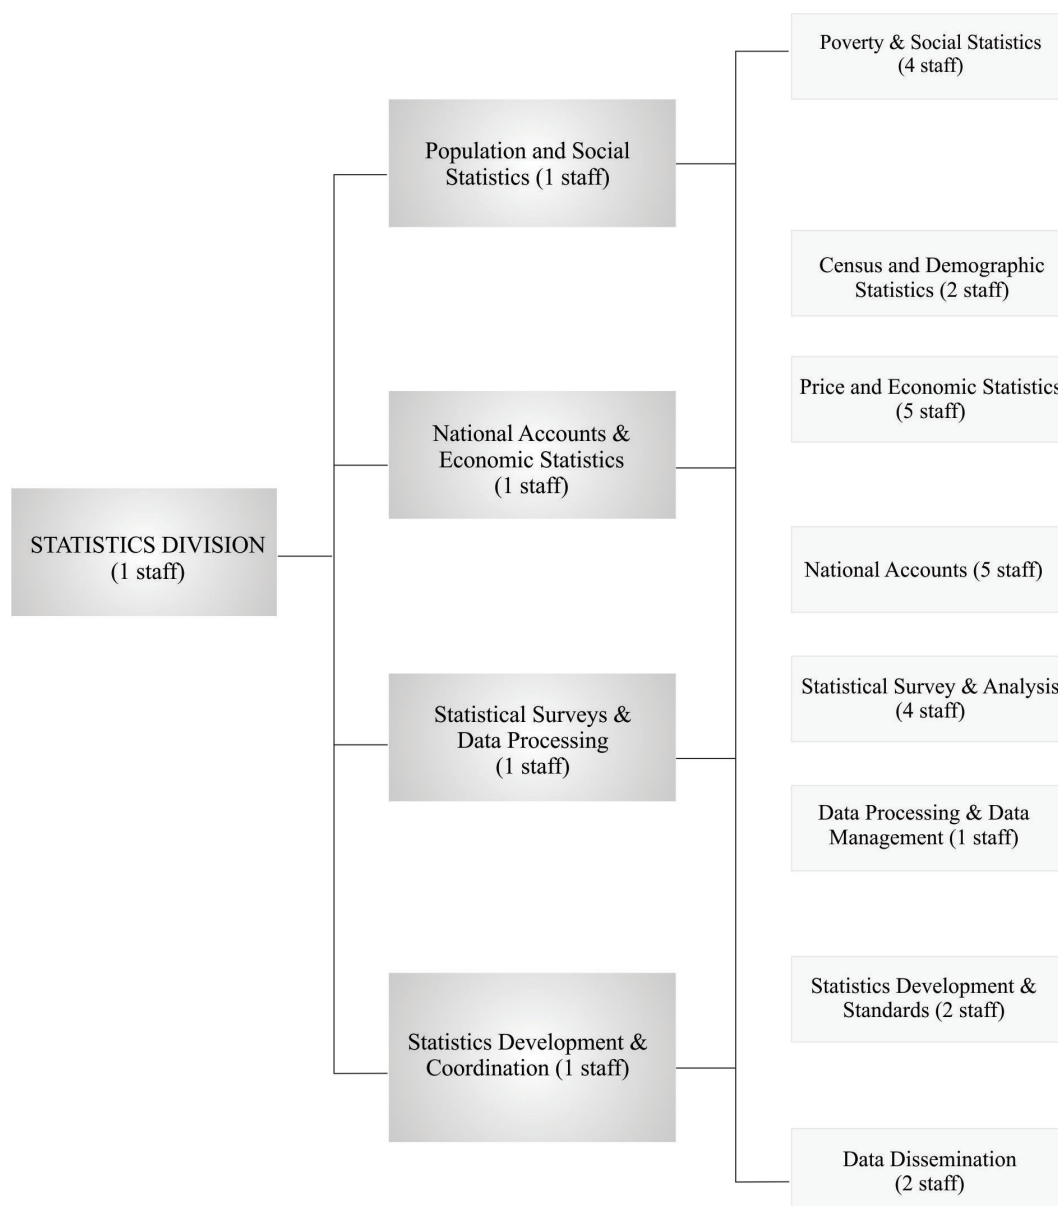 STATISTICS DIVISION
(1 staff)
Population and Social
Statistics (1 staff)
National Accounts &
Economic Statistics
(1 staff)
Statistical Surveys &
Data Processing
(1 staff)
Statistics Development &
Coordination (1 staff)
Poverty & Social Statistics
(4 staff)
Census and Demographic
Statistics (2 staff)
Price and Economic Statistics
(5 staff)
National Accounts (5 staff)
Statistical Survey & Analysis
(4 staff)
Data Processing & Data
Management (1 staff)
Statistics Development &
Standards (2 staff)
Data Dissemination
(2 staff)